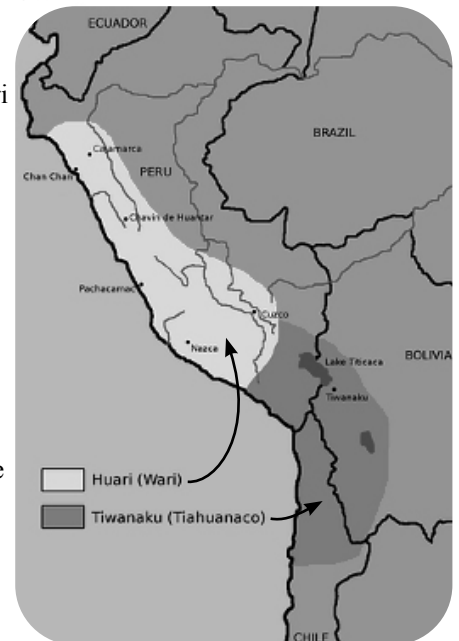 ECUADOR
BRAZIL
Cajamarca
PERU
Chan Chan
Chavin de Huantar
Pachacamac
Cuzco
Nazca
Lake Titicaca
BOLIVIA
Tiwanaku
Huari (Wari)
Tiwanaku (Tiahuanaco)
CHILE